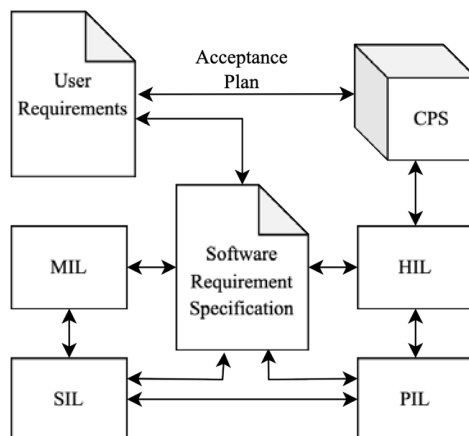 User
Requirements
Acceptance
Plan
CPS
MIL
Software
Requirement
Specification
HIL
SIL
PIL